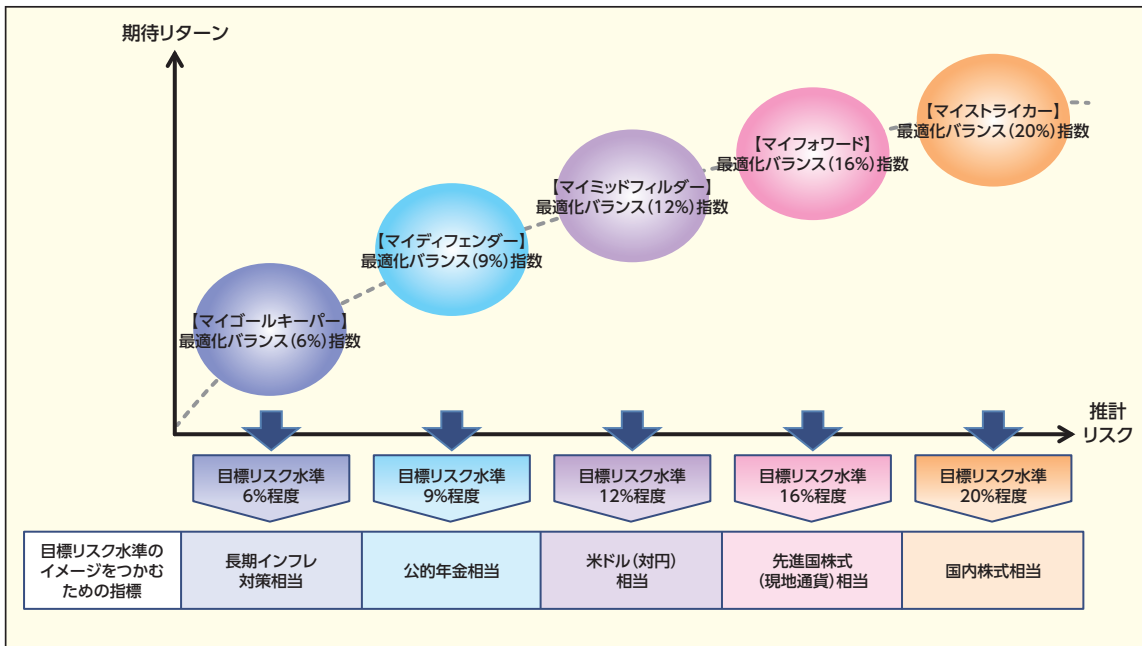 期待リターン
【マイストライカー】
最適化バランス(20%)指数
【マイフォワード】
最適化バランス(16%)指数
【マイミッドフィルダー】
最適化バランス(12%)指数
【マイディフェンダー】
最適化バランス(9%)指数
【マイゴールキーパー】
最適化バランス(6%)指数
推計
リスク
目標リスク水準
6%程度
目標リスク水準
9%程度
目標リスク水準
12%程度
目標リスク水準
16%程度
目標リスク水準
20%程度
目標リスク水準の
イメージをつかむ
ための指標
長期インフレ
対策相当
公的年金相当
米ドル(対円)
相当
先進国株式
(現地通貨)相当
国内株式相当